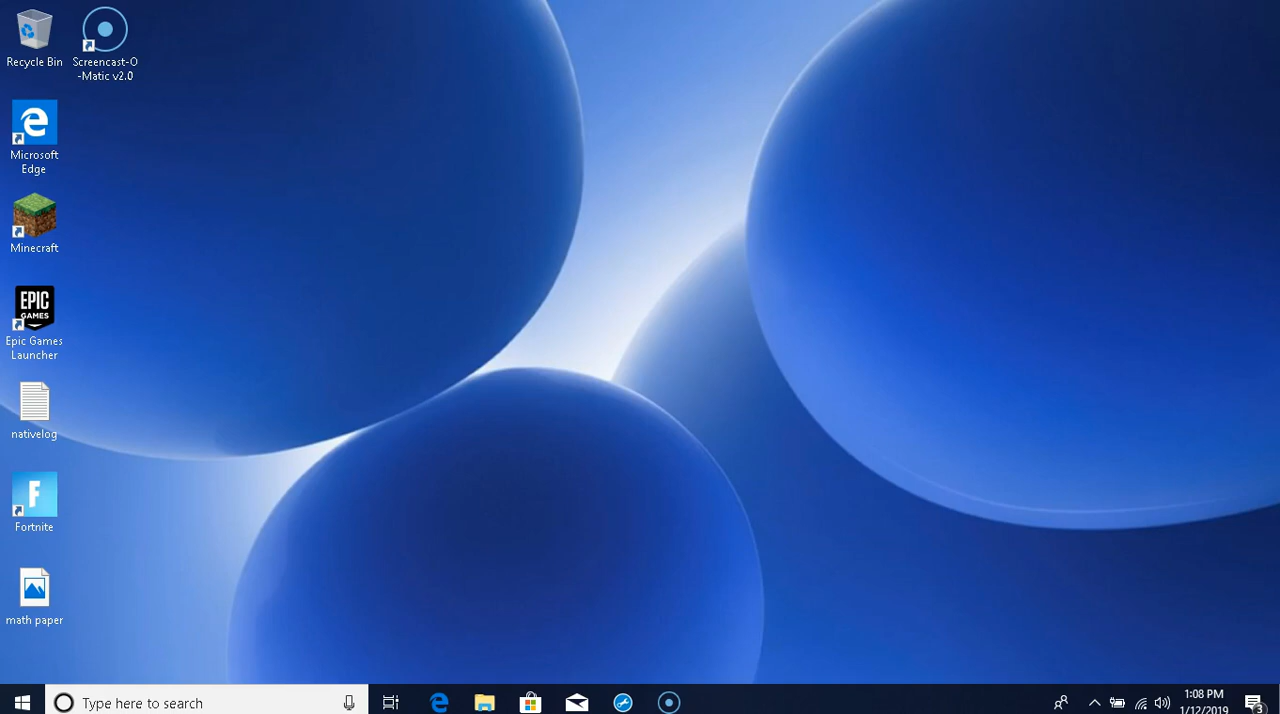 Recycle Bin
Screencast-O
-Matic v2.0
Microsoft
Edge
Minecraft
EPIC
GAMES
Epic Games
Launcher
nativelog
F
Fortnite
math paper
Type here to search
1:08 PM
1/12/2019
3